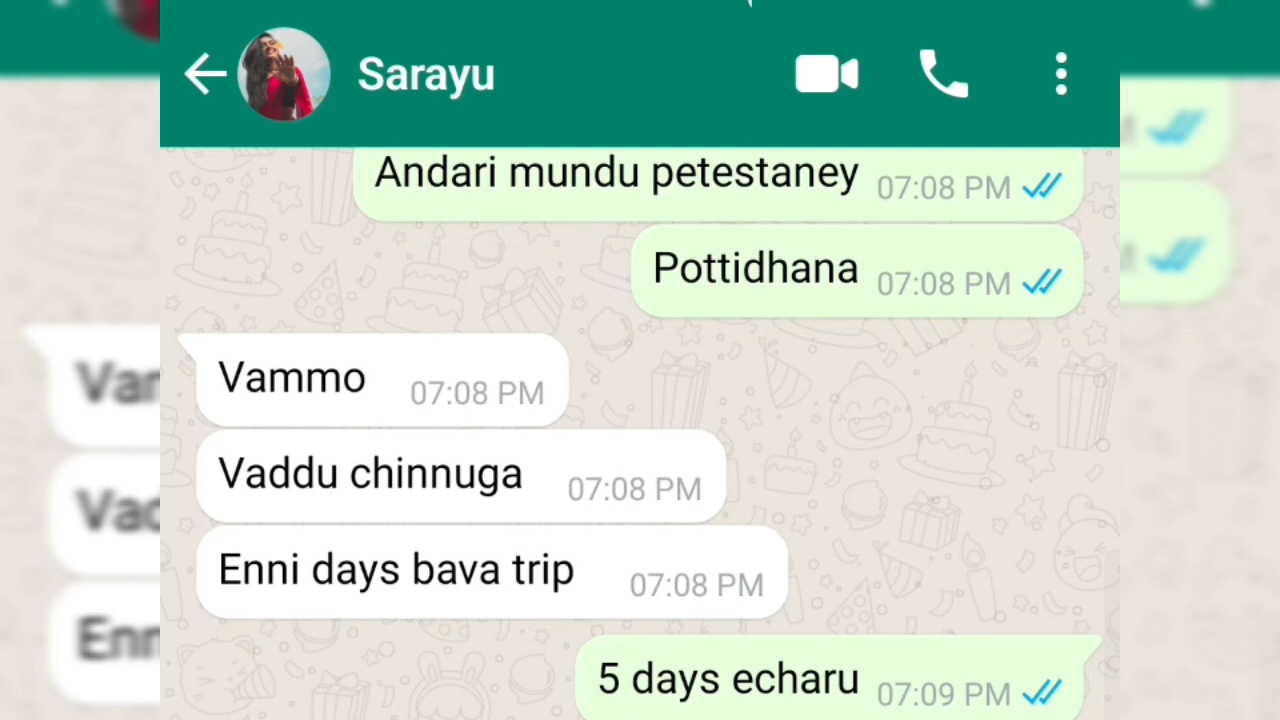 Sarayu
Andari mundu petestaney 07:08 PM
Pottidhana 07:08 PM
Vammo 07:08 PM
Vaddu chinnuga 07:08 PM
Enni days bava trip 07:08 PM
5 days echaru 07:09 PM